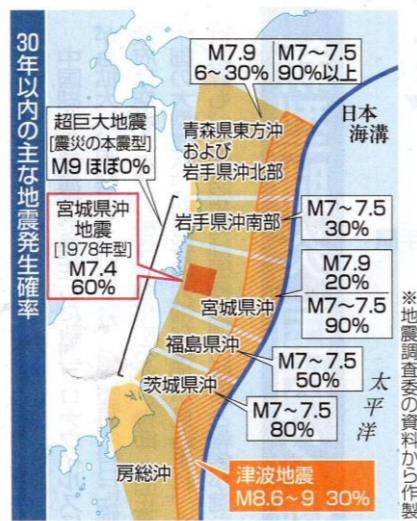 30年以内の主な地震発生確率
M7.9
6～30%
M7～7.5
90%以上
日本
海溝
青森県東方沖
および
岩手県沖北部
超巨大地震
[震災の本震型]
M9 ほぼ0%
岩手県沖南部
M7～7.5
30%
宮城県沖
地震
[1978年型]
M7.4
60%
M7.9
20%
M7～7.5
90%
宮城県沖
福島県沖
M7～7.5
50%
茨城県沖
M7～7.5
80%
太平洋
房総沖
津波地震
M8.6～9 30%
※地震調査委の資料から作製